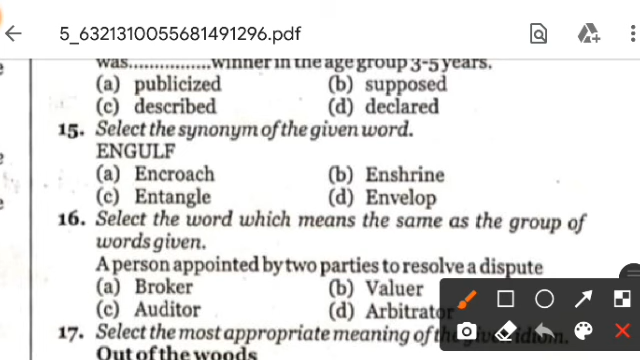 5_6321310055681491296.pdf
was................winner in the age group 3-5 years.
(a) publicized (b) supposed
(c) described (d) declared
15. Select the synonym of the given word.
ENGULF
(a) Encroach (b) Enshrine
(c) Entangle (d) Envelop
16. Select the word which means the same as the group of
words given.
A person appointed by two parties to resolve a dispute
(a) Broker (b) Valuer
(c) Auditor (d) Arbitrator
17. Select the most appropriate meaning of the given idiom.
Out of the woods